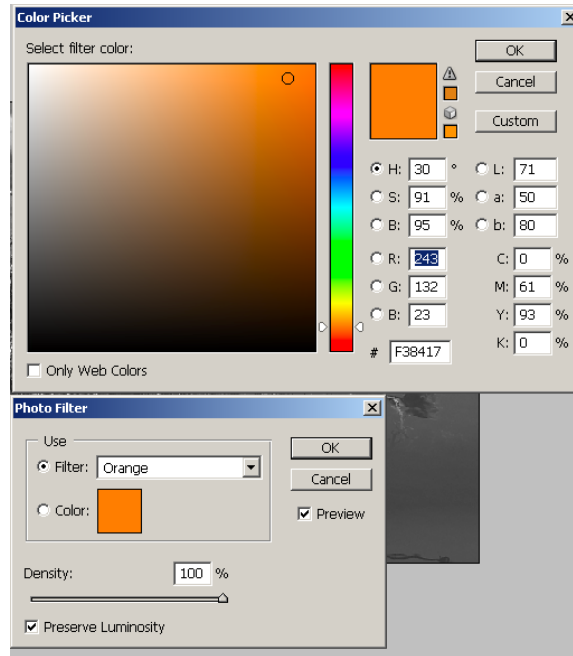 Color Picker
Select filter color:
OK
Cancel
Custom
H: 30 °
L: 71
S: 91 %
a: 50
B: 95 %
b: 80
R: 243
C: 0 %
G: 132
M: 61 %
B: 23
Y: 93 %
# F38417
K: 0 %
Only Web Colors
Photo Filter
Use
Filter: Orange
Color:
OK
Cancel
Preview
Density: 100 %
Preserve Luminosity